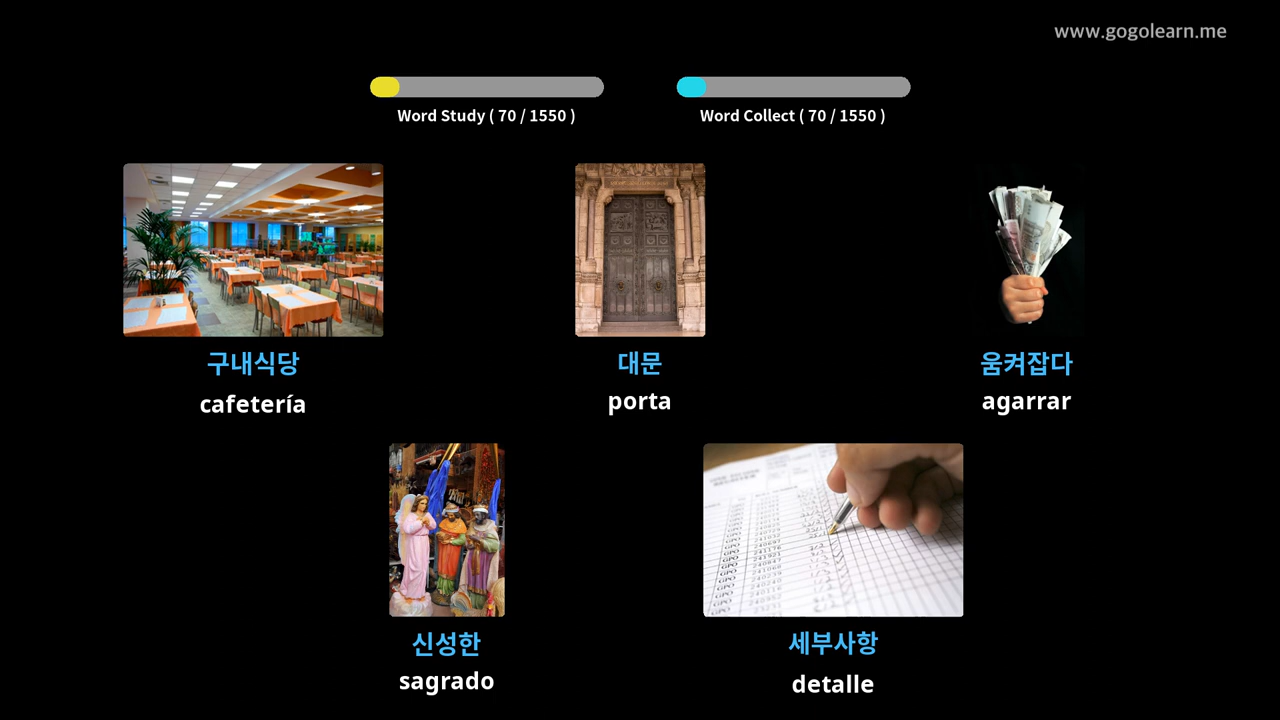 www.gogolearn.me
Word Study ( 70 / 1550 )
Word Collect ( 70 / 1550 )
구내식당
cafetería
대문
porta
움켜잡다
agarrar
신성한
sagrado
세부사항
detalle